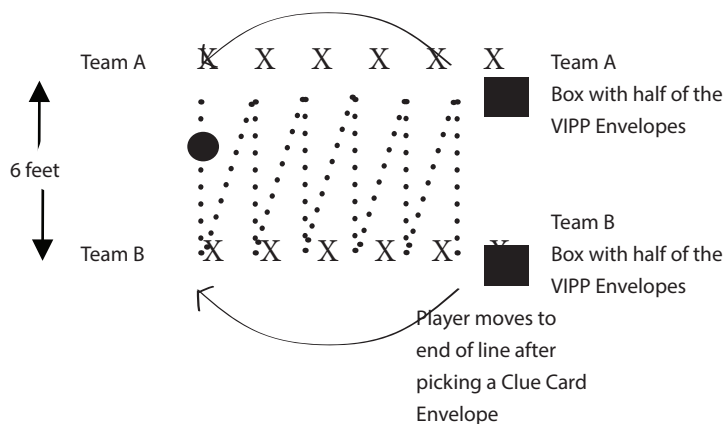 Team A X X X X X X Team A
Box with half of the
VIPP Envelopes
6 feet
Team B
Team B X X X X X X
Box with half of the
VIPP Envelopes
Player moves to
end of line after
picking a Clue Card
Envelope